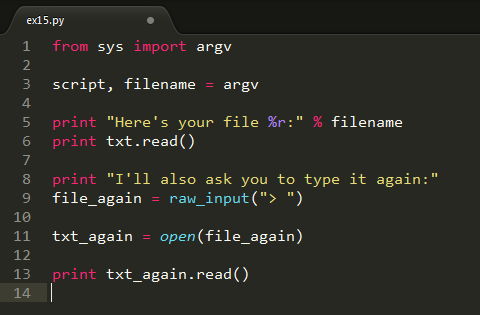 ex15.py
1 from sys import argv
2
3 script, filename = argv
4
5 print "Here's your file %r:" % filename
6 print txt.read()
7
8 print "I'll also ask you to type it again:"
9 file_again = raw_input("> ")
10
11 txt_again = open(file_again)
12
13 print txt_again.read()
14